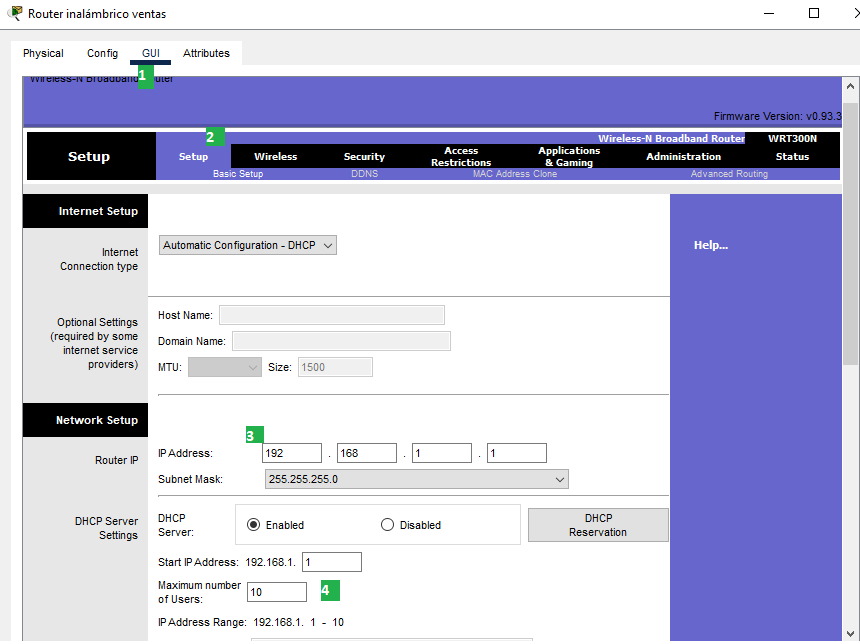 Router inalámbrico ventas
Physical Config GUI Attributes
1
Wireless-N Broadband Router
Firmware Version: v0.93.3
2
Wireless-N Broadband Router WRT300N
Setup
Setup Wireless Security Access Restrictions Applications & Gaming Administration Status
Basic Setup DDNS MAC Address Clone Advanced Routing
Internet Setup
Help...
Internet
Connection type
Automatic Configuration - DHCP
Optional Settings
(required by some
internet service
providers)
Host Name:
Domain Name:
MTU: Size: 1500
Network Setup
3
Router IP
IP Address: 192 . 168 . 1 . 1
Subnet Mask: 255.255.255.0
DHCP Server
Settings
DHCP
Server:
Enabled Disabled
DHCP
Reservation
Start IP Address: 192.168.1. 1
Maximum number
of Users:
10
4
IP Address Range: 192.168.1. 1 - 10